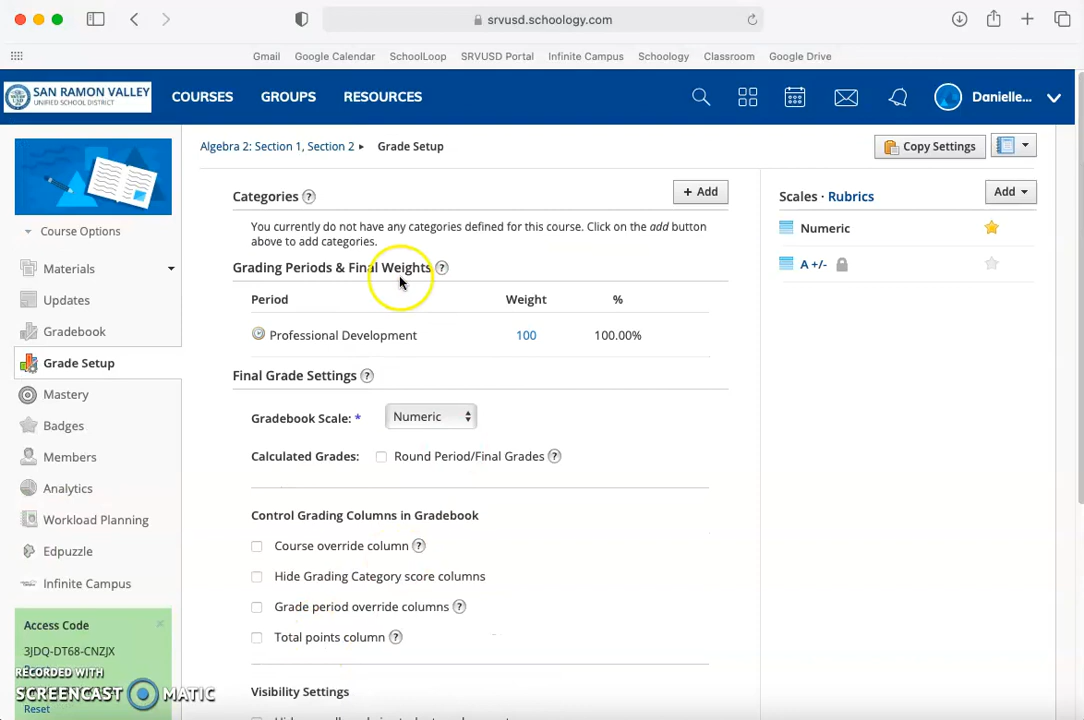 srvusd.schoology.com
Gmail Google Calendar SchoolLoop SRVUSD Portal Infinite Campus Schoology Classroom Google Drive
SAN RAMON VALLEY
UNIFIED SCHOOL DISTRICT
COURSES GROUPS RESOURCES
Danielle...
Algebra 2: Section 1, Section 2 ▸ Grade Setup
Copy Settings
Categories ?
+ Add
You currently do not have any categories defined for this course. Click on the add button
above to add categories.
Grading Periods & Final Weights ?
Period Weight %
Professional Development 100 100.00%
Final Grade Settings ?
Gradebook Scale: * Numeric
Calculated Grades: Round Period/Final Grades ?
Control Grading Columns in Gradebook
Course override column ?
Hide Grading Category score columns
Grade period override columns ?
Total points column ?
Visibility Settings
Scales · Rubrics
Add
Numeric
A +/-
Course Options
Materials
Updates
Gradebook
Grade Setup
Mastery
Badges
Members
Analytics
Workload Planning
Edpuzzle
Infinite Campus
Access Code
3JDQ-DT68-CNZJX
RECORDED WITH
SCREENCAST MATIC
Reset